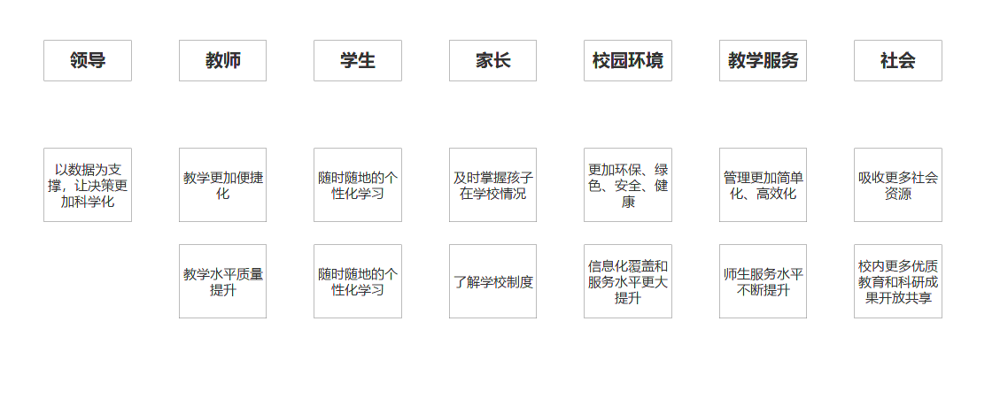 领导
教师
学生
家长
校园环境
教学服务
社会
以数据为支
撑，让决策更
加科学化
教学更加便捷
化
随时随地的个
性化学习
及时掌握孩子
在学校情况
更加环保、绿
色、安全、健
康
管理更加简单
化、高效化
吸收更多社会
资源
教学水平质量
提升
随时随地的个
性化学习
了解学校制度
信息化覆盖和
服务水平更大
提升
师生服务水平
不断提升
校内更多优质
教育和科研成
果开放共享